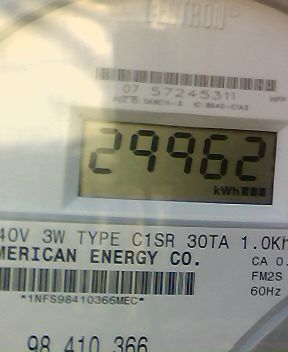 CENTRON®
07 57245311
29962
kWh
40V 3W TYPE C1SR 30TA 1.0Kh
MERICAN ENERGY CO.
CA 0.
FM2S
60Hz
*1NFS98410366MEC*
98 410 366